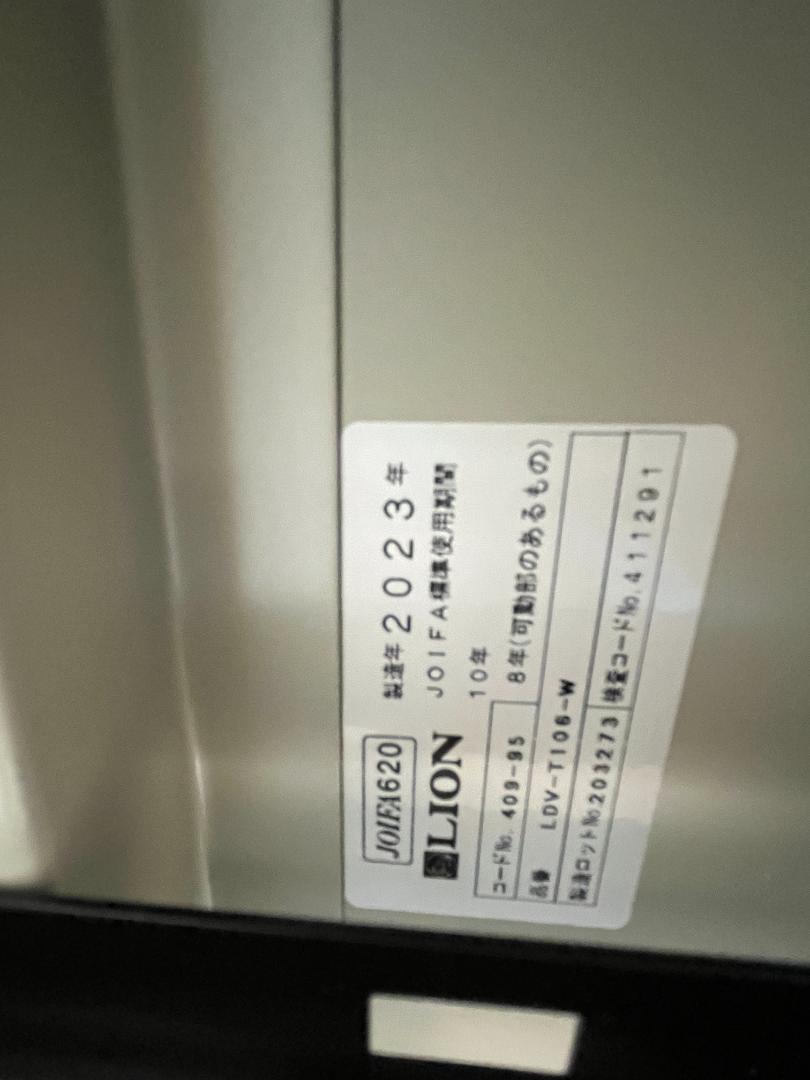 JOIFA620 製造年2023年
LION JOIFA標準使用期間
10年
コードNo. 409-95 8年(可動部のあるもの)
品番 LDV-T106-W
製造ロットNo.203273 検査コードNo.411291